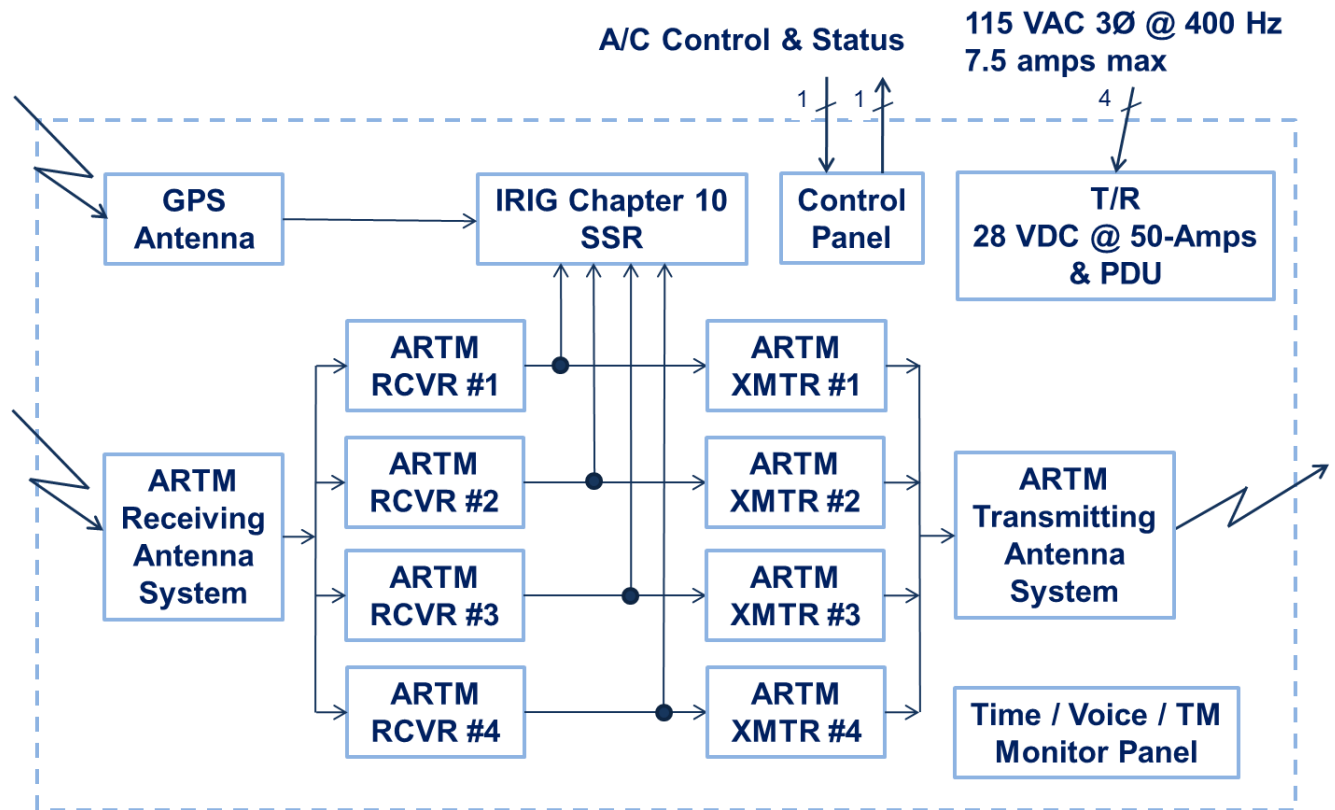 A/C Control & Status
115 VAC 3Ø @ 400 Hz
7.5 amps max
1
1
4
GPS
Antenna
IRIG Chapter 10
SSR
Control
Panel
T/R
28 VDC @ 50-Amps
& PDU
ARTM
RCVR #1
ARTM
XMTR #1
ARTM
RCVR #2
ARTM
XMTR #2
ARTM
Receiving
Antenna
System
ARTM
Transmitting
Antenna
System
ARTM
RCVR #3
ARTM
XMTR #3
ARTM
RCVR #4
ARTM
XMTR #4
Time / Voice / TM
Monitor Panel